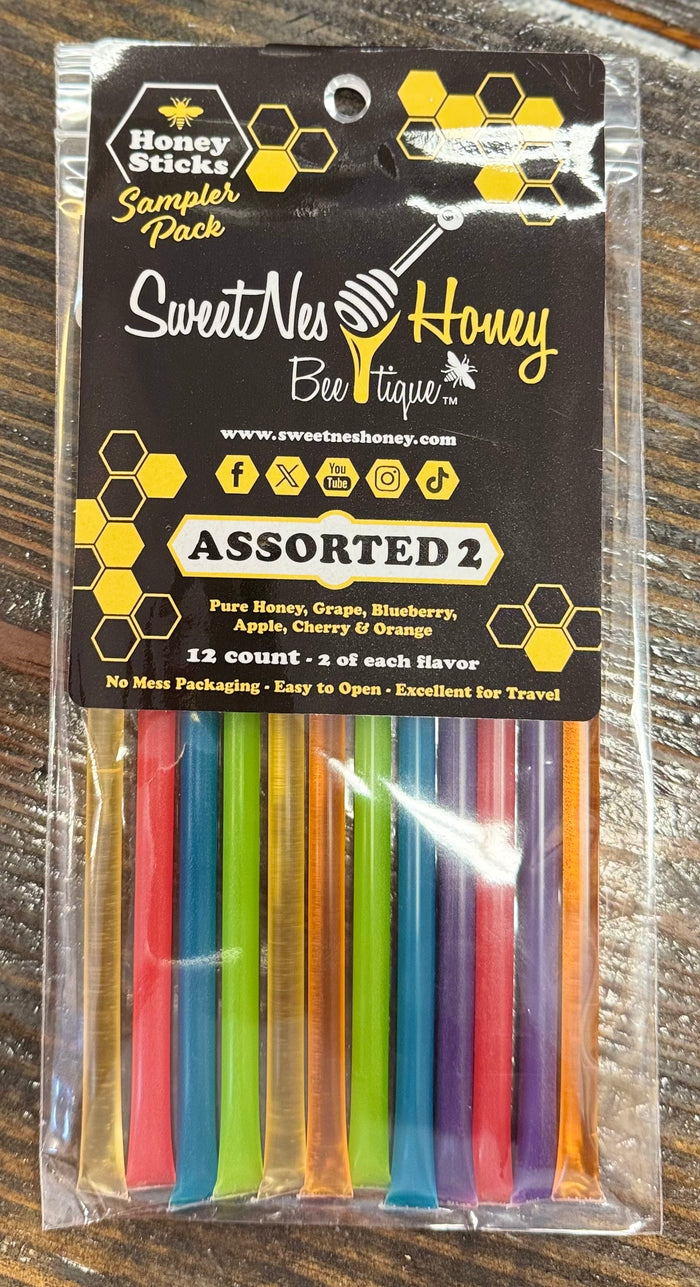 Honey
Sticks
Sampler
Pack
SweetNes Honey
Bee tique™
www.sweetneshoney.com
You
Tube
ASSORTED 2
Pure Honey, Grape, Blueberry,
Apple, Cherry & Orange
12 count - 2 of each flavor
No Mess Packaging - Easy to Open - Excellent for Travel